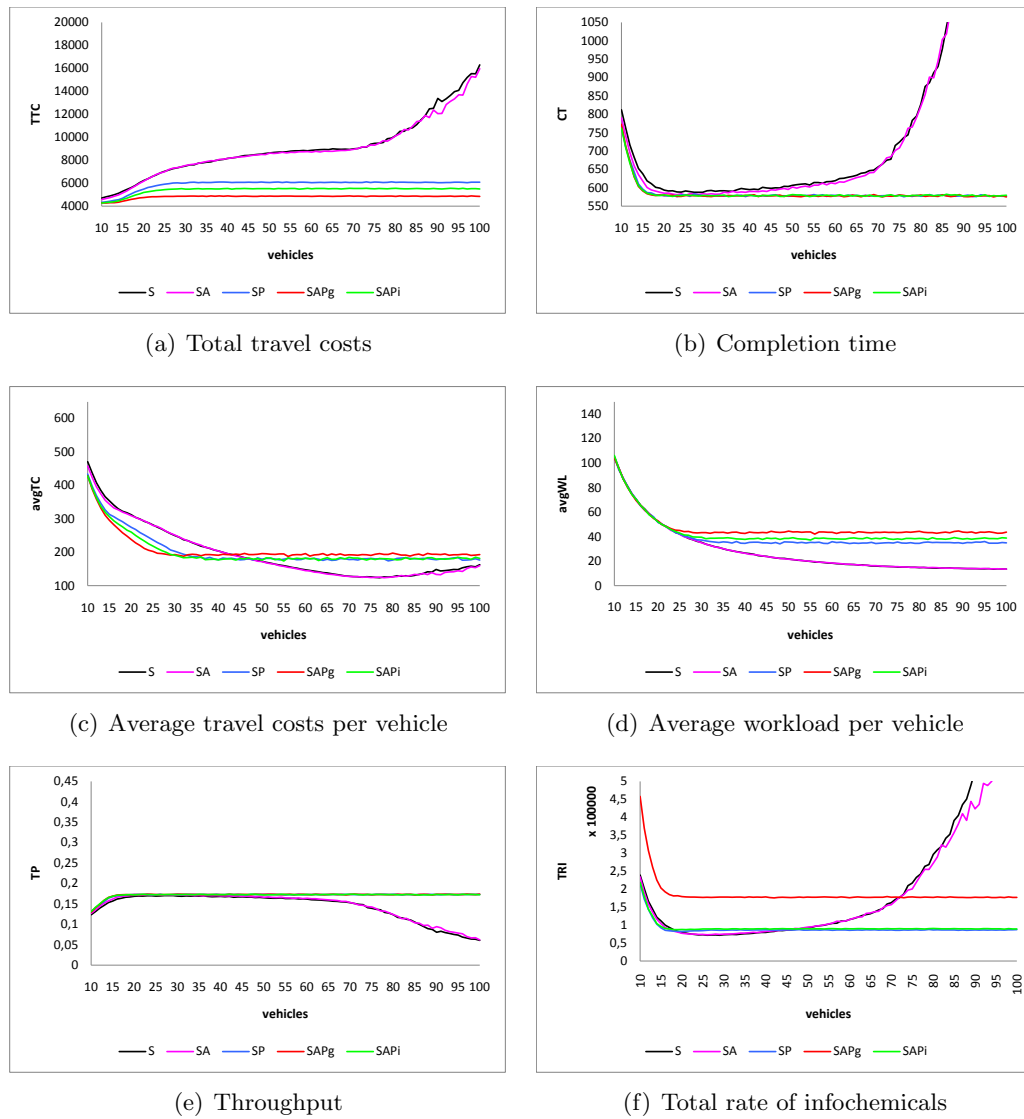 TTC
20000
18000
16000
14000
12000
10000
8000
6000
4000
10 15 20 25 30 35 40 45 50 55 60 65 70 75 80 85 90 95 100
vehicles
S SA SP SAPg SAPi
(a) Total travel costs
CT
1050
1000
950
900
850
800
750
700
650
600
550
10 15 20 25 30 35 40 45 50 55 60 65 70 75 80 85 90 95 100
vehicles
S SA SP SAPg SAPi
(b) Completion time
avgTC
600
500
400
300
200
100
10 15 20 25 30 35 40 45 50 55 60 65 70 75 80 85 90 95 100
vehicles
S SA SP SAPg SAPi
(c) Average travel costs per vehicle
avgWL
140
120
100
80
60
40
20
0
10 15 20 25 30 35 40 45 50 55 60 65 70 75 80 85 90 95 100
vehicles
S SA SP SAPg SAPi
(d) Average workload per vehicle
TP
0,45
0,4
0,35
0,3
0,25
0,2
0,15
0,1
0,05
0
10 15 20 25 30 35 40 45 50 55 60 65 70 75 80 85 90 95 100
vehicles
S SA SP SAPg SAPi
(e) Throughput
TRI
x 100000
5
4,5
4
3,5
3
2,5
2
1,5
1
0,5
0
10 15 20 25 30 35 40 45 50 55 60 65 70 75 80 85 90 95 100
vehicles
S SA SP SAPg SAPi
(f) Total rate of infochemicals